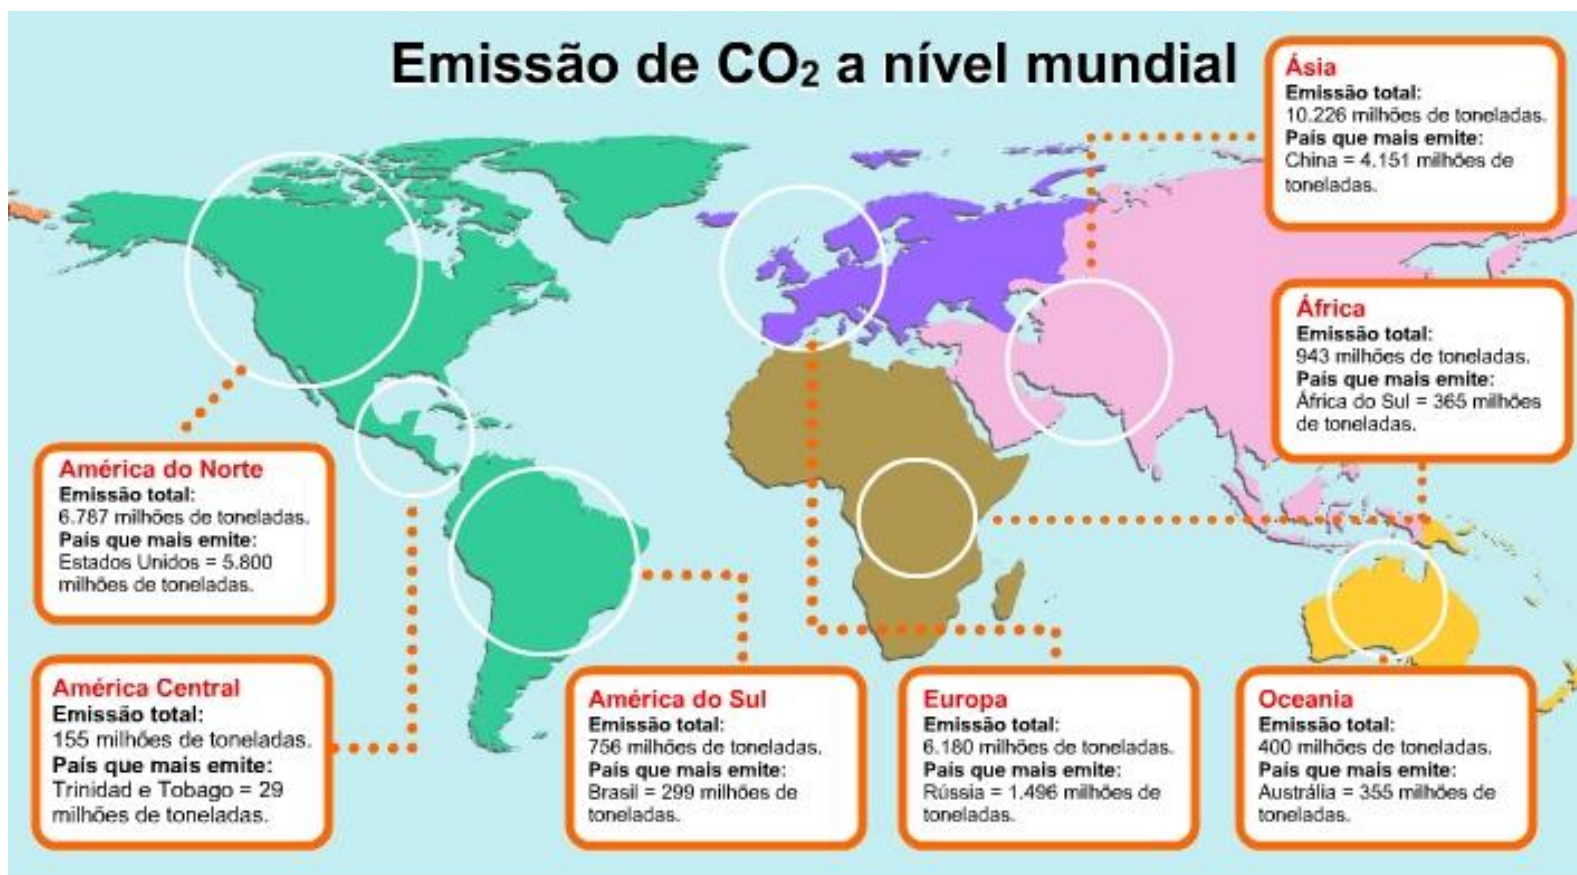 Emissão de CO₂ a nível mundial
Ásia
Emissão total:
10.226 milhões de toneladas.
País que mais emite:
China = 4.151 milhões de
toneladas.
África
Emissão total:
943 milhões de toneladas.
País que mais emite:
África do Sul = 365 milhões
de toneladas.
América do Norte
Emissão total:
6.787 milhões de toneladas.
País que mais emite:
Estados Unidos = 5.800
milhões de toneladas.
América Central
Emissão total:
155 milhões de toneladas.
País que mais emite:
Trinidad e Tobago = 29
milhões de toneladas.
América do Sul
Emissão total:
756 milhões de toneladas.
País que mais emite:
Brasil = 299 milhões de
toneladas.
Europa
Emissão total:
6.180 milhões de toneladas.
País que mais emite:
Rússia = 1.496 milhões de
toneladas.
Oceania
Emissão total:
400 milhões de toneladas.
País que mais emite:
Austrália = 355 milhões de
toneladas.